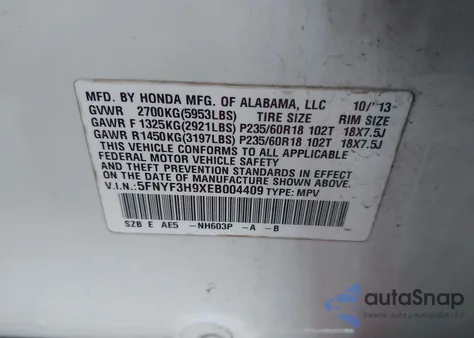 MFD. BY HONDA MFG. OF ALABAMA, LLC 10/'13
GVWR 2700KG(5953LBS) TIRE SIZE RIM SIZE
GAWR F 1325KG(2921LBS) P235/60R18 102T 18X7.5J
GAWR R1450KG(3197LBS) P235/60R18 102T 18X7.5J
THIS VEHICLE CONFORMS TO ALL APPLICABLE
FEDERAL MOTOR VEHICLE SAFETY AND
THEFT PREVENTION STANDARDS IN EFFECT ON
THE DATE OF MANUFACTURE SHOWN ABOVE.
V.I.N.: 5FNYF3H9XEB004409 TYPE: MPV
SZB E AE5 -NH603P -A -B
autoSnap